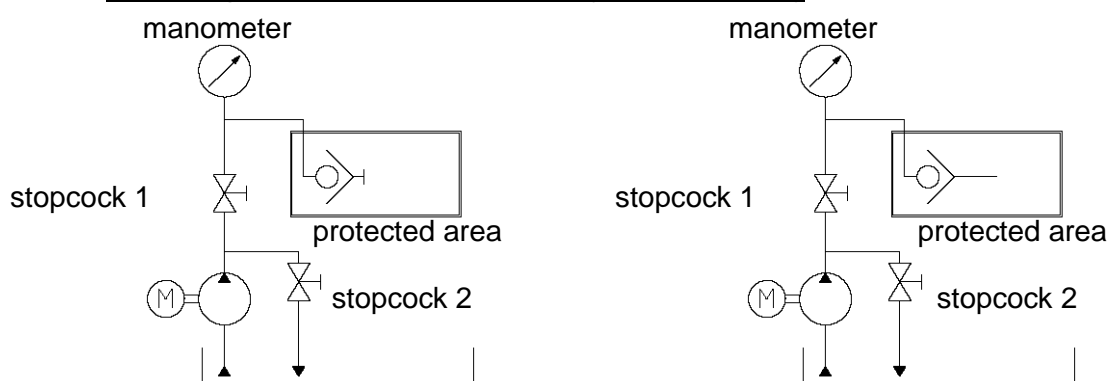 manometer manometer
stopcock 1 stopcock 1
protected area protected area
M stopcock 2 M stopcock 2